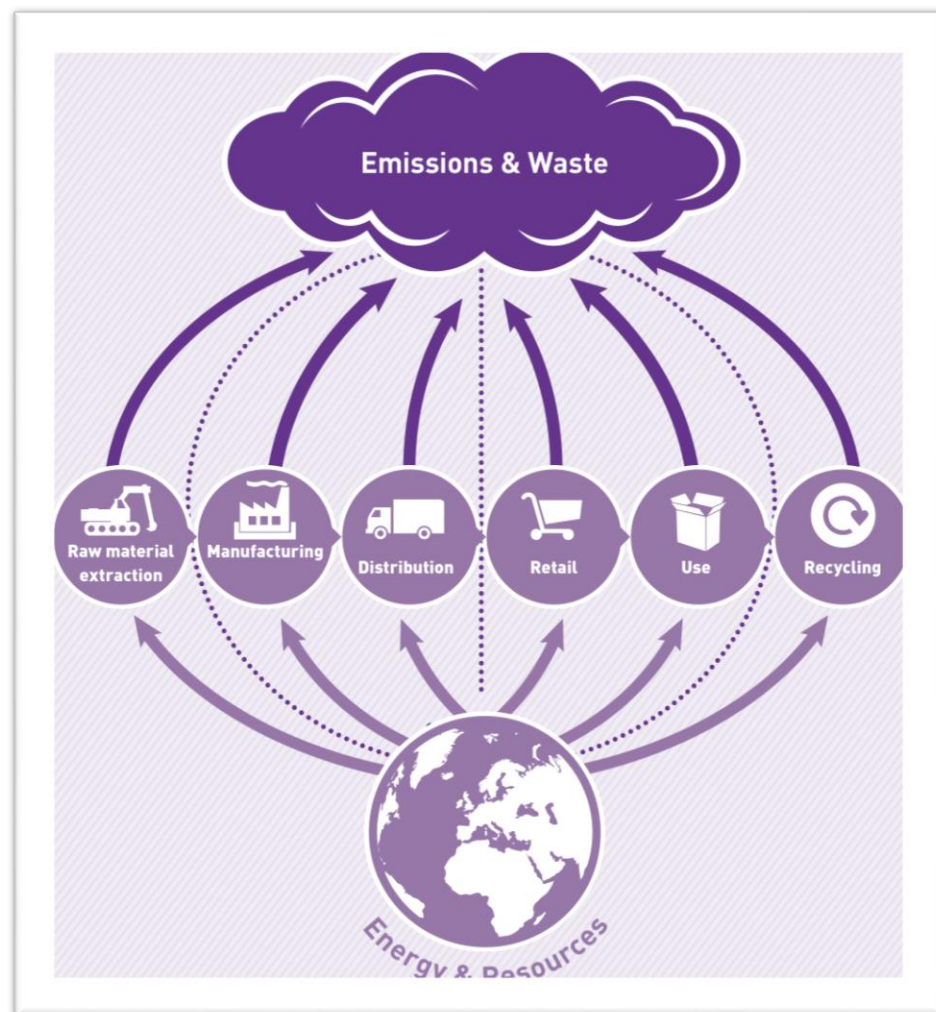 Emissions & Waste
Raw material
extraction
Manufacturing
Distribution
Retail
Use
Recycling
Energy & Resources